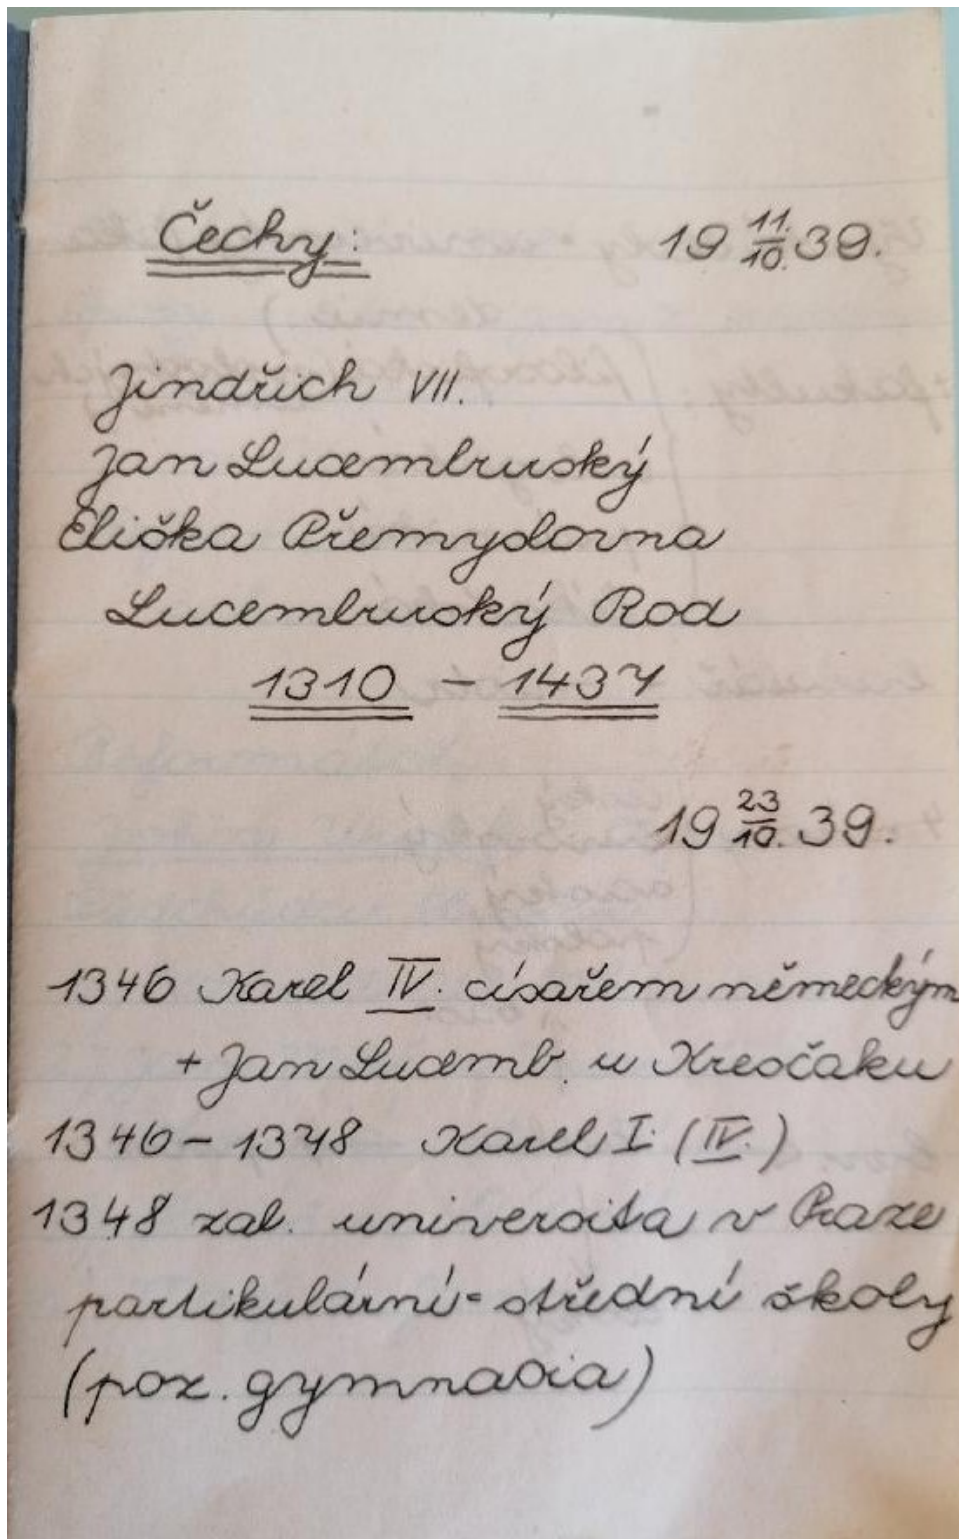 Čechy: 19 11./10. 39.
Jindřich VII.
Jan Lucemburský
Eliška Přemyslovna
Lucemburský Rod
1310 - 1437
19 23/10. 39.
1346 Karel IV. císařem německým
+ Jan Lucemb. u Kresčaku
1346 - 1378 Karel I. (IV.)
1348 zal. universita v Praze
partikulární = střední školy
(poz. gymnasia)